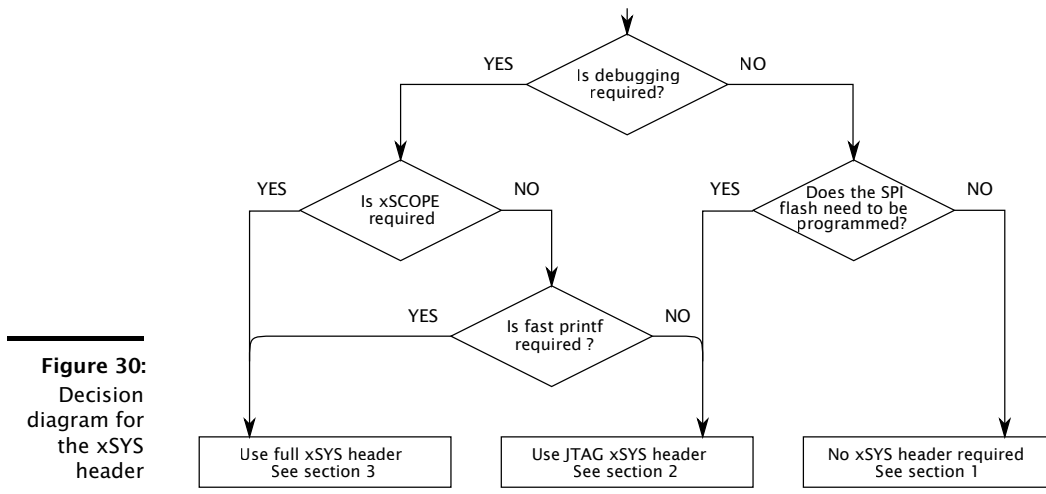 YES
Is debugging
required?
NO
YES
Is xSCOPE
required
NO
YES
Does the SPI
flash need to be
programmed?
NO
YES
Is fast printf
required ?
NO
Figure 30:
Decision
diagram for
the xSYS
header
Use full xSYS header
See section 3
Use JTAG xSYS header
See section 2
No xSYS header required
See section 1